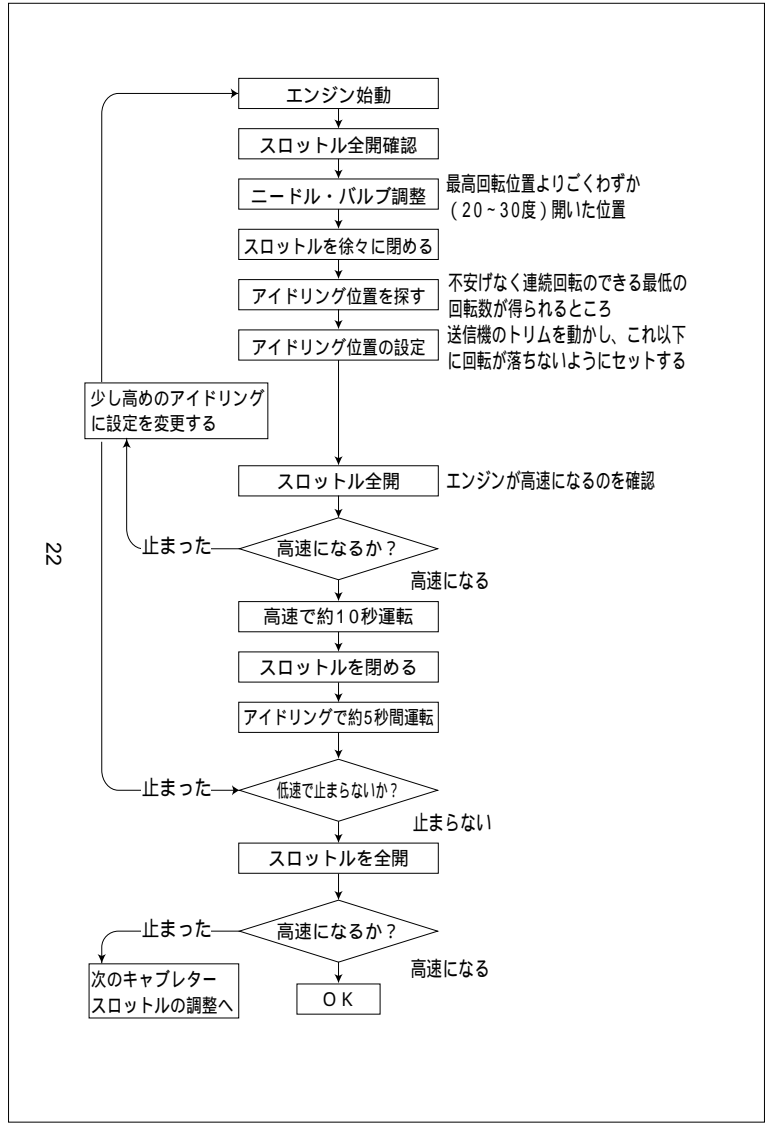 エンジン始動
スロットル全開確認
ニードル・バルブ調整
最高回転位置よりごくわずか
(20~30度)開いた位置
スロットルを徐々に閉める
アイドリング位置を探す
不安げなく連続回転のできる最低の
回転数が得られるところ
アイドリング位置の設定
送信機のトリムを動かし、これ以下
に回転が落ちないようにセットする
少し高めのアイドリング
に設定を変更する
スロットル全開
エンジンが高速になるのを確認
高速になるか?
止まった
高速になる
22
高速で約10秒運転
スロットルを閉める
アイドリングで約5秒間運転
低速で止まらないか?
止まった
止まらない
スロットルを全開
高速になるか?
止まった
高速になる
次のキャブレター
スロットルの調整へ
OK